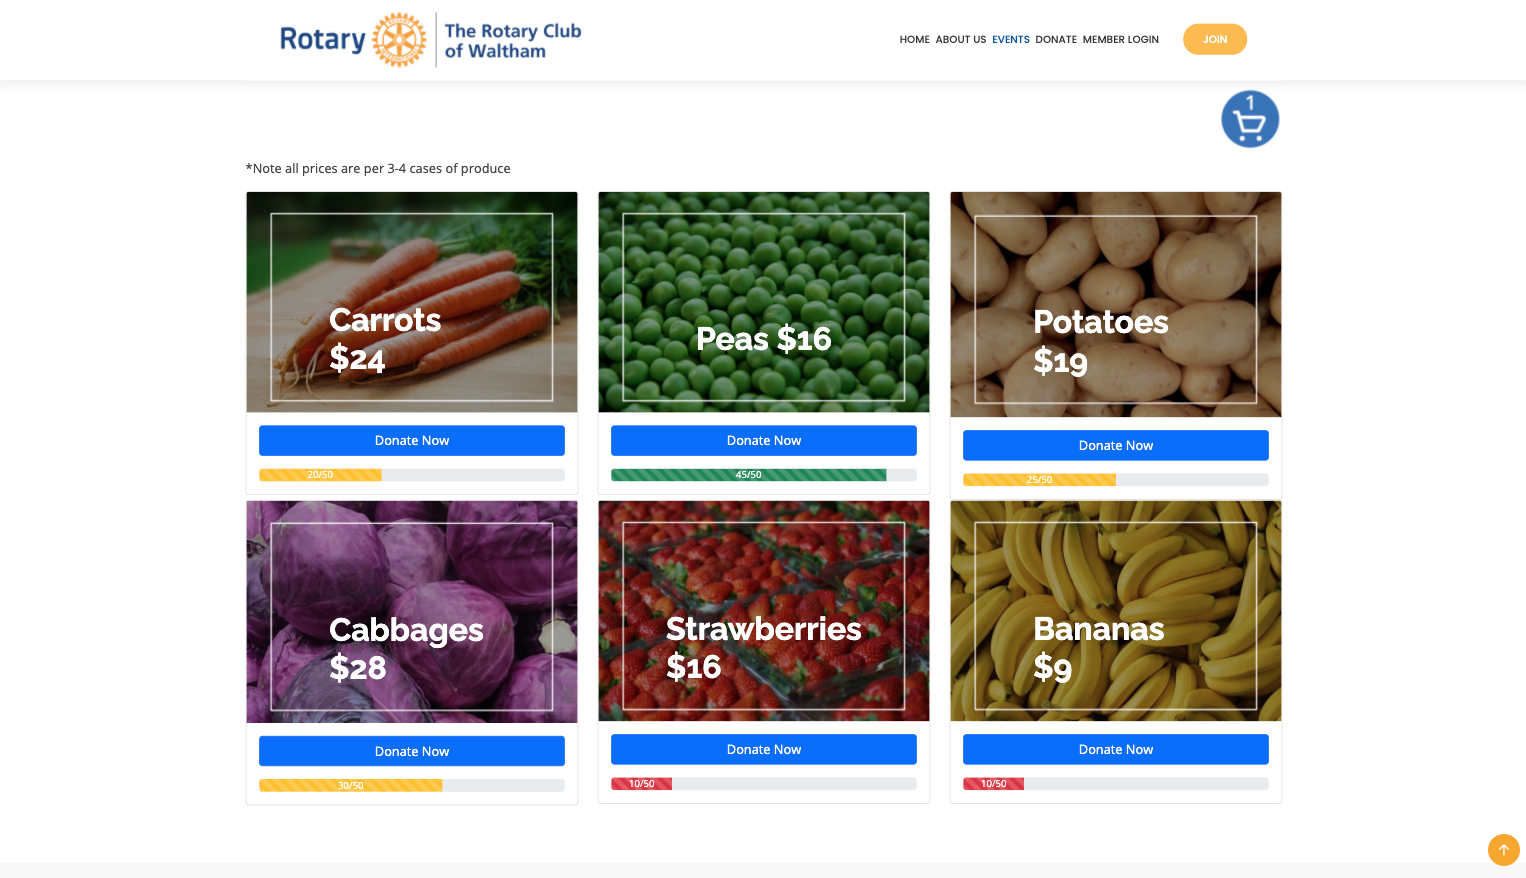 Rotary
The Rotary Club
of Waltham
HOME ABOUT US EVENTS DONATE MEMBER LOGIN JOIN
1
*Note all prices are per 3-4 cases of produce
Carrots
$24
Peas $16
Potatoes
$19
Donate Now
Donate Now
Donate Now
20/50
45/50
25/50
Cabbages
$28
Strawberries
$16
Bananas
$9
Donate Now
Donate Now
Donate Now
30/50
10/50
10/50